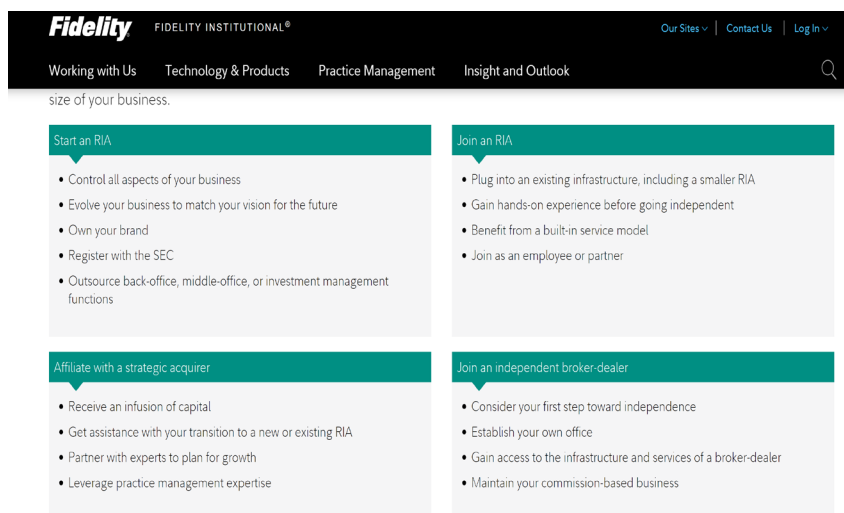 Fidelity FIDELITY INSTITUTIONAL®
Our Sites Contact Us Log In
Working with Us Technology & Products Practice Management Insight and Outlook
size of your business.
Start an RIA
• Control all aspects of your business
• Evolve your business to match your vision for the future
• Own your brand
• Register with the SEC
• Outsource back-office, middle-office, or investment management
functions
Join an RIA
• Plug into an existing infrastructure, including a smaller RIA
• Gain hands-on experience before going independent
• Benefit from a built-in service model
• Join as an employee or partner
Affiliate with a strategic acquirer
• Receive an infusion of capital
• Get assistance with your transition to a new or existing RIA
• Partner with experts to plan for growth
• Leverage practice management expertise
Join an independent broker-dealer
• Consider your first step toward independence
• Establish your own office
• Gain access to the infrastructure and services of a broker-dealer
• Maintain your commission-based business